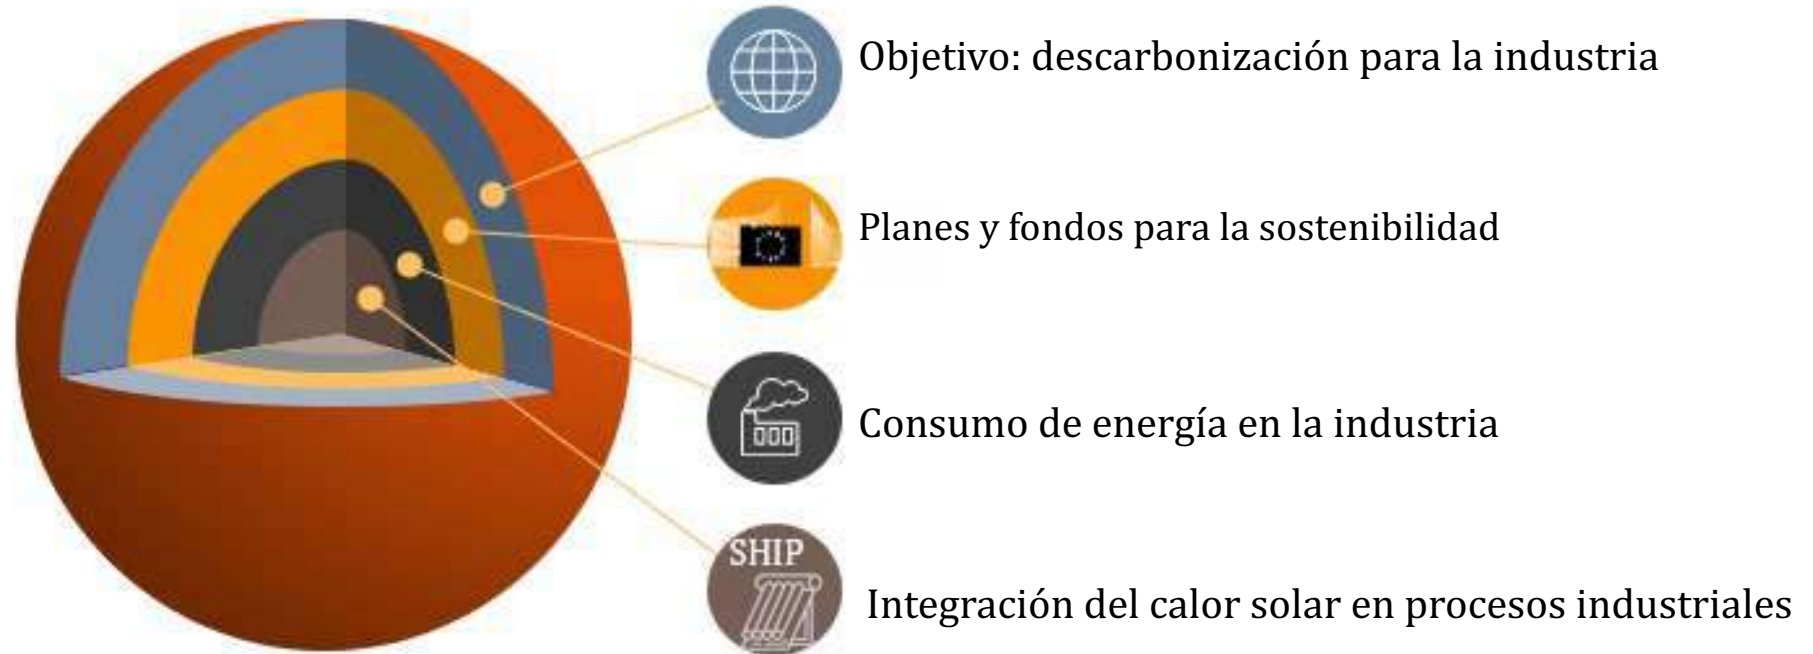 Objetivo: descarbonización para la industria
Planes y fondos para la sostenibilidad
Consumo de energía en la industria
SHIP
Integración del calor solar en procesos industriales